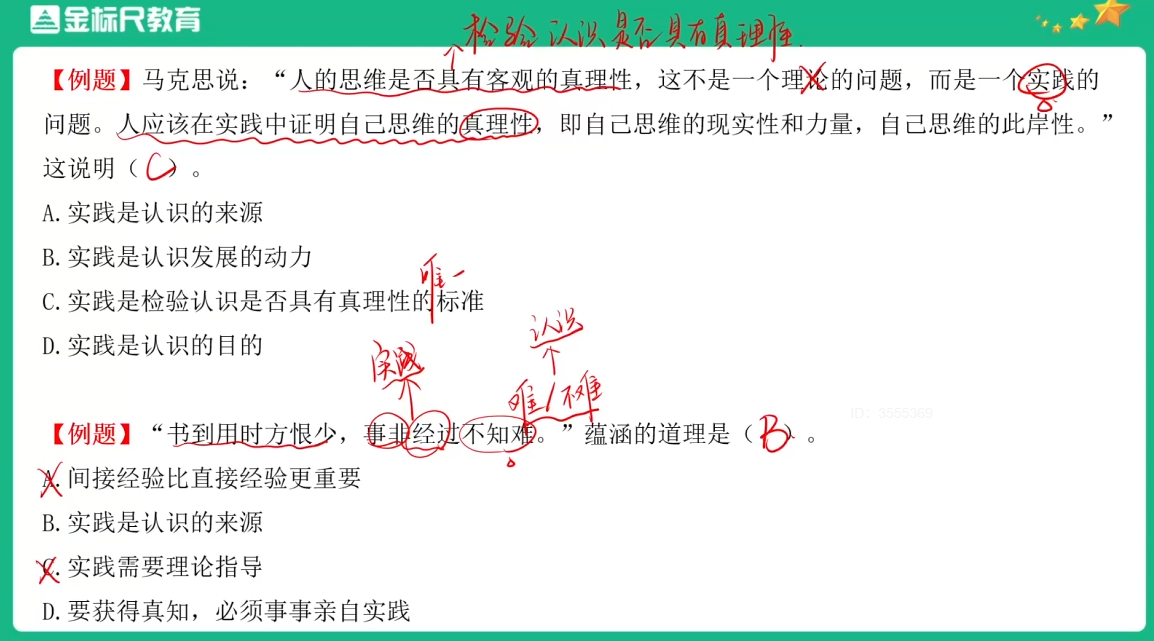 金标尺教育
检验认识是否具有真理性
【例题】马克思说：“人的思维是否具有客观的真理性，这不是一个理论的问题，而是一个实践的
问题。人应该在实践中证明自己思维的真理性，即自己思维的现实性和力量，自己思维的此岸性。”
这说明（C）。
A.实践是认识的来源
B.实践是认识发展的动力
唯一
C.实践是检验认识是否具有真理性的标准
认识
D.实践是认识的目的
实践
难/不难
ID：3555369
【例题】“书到用时方恨少，事非经过不知难。”蕴涵的道理是（B）。
A.间接经验比直接经验更重要
B.实践是认识的来源
C.实践需要理论指导
D.要获得真知，必须事事亲自实践